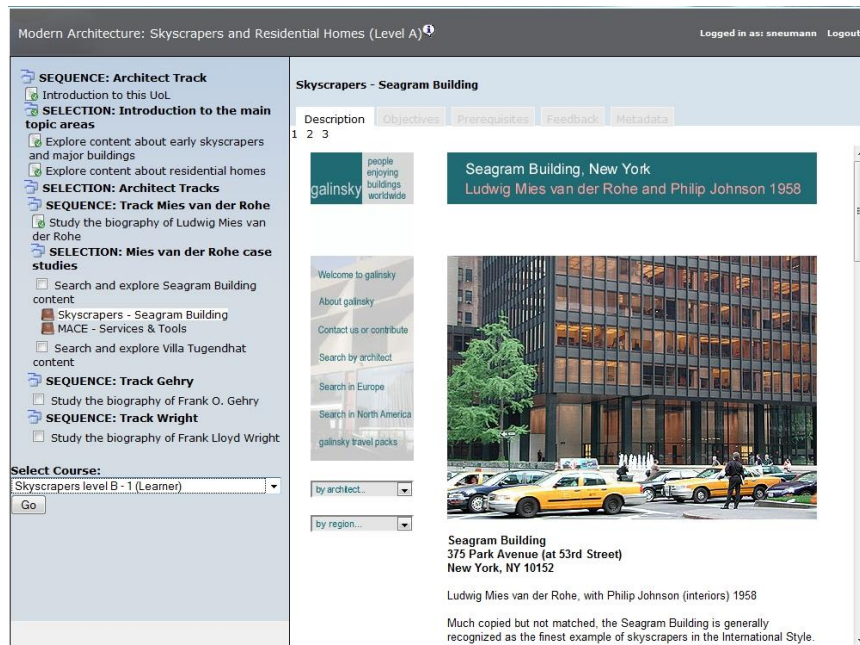 Modern Architecture: Skyscrapers and Residential Homes (Level A)
Logged in as: sneumann Logout
SEQUENCE: Architect Track
Introduction to this UoL
SELECTION: Introduction to the main
topic areas
Explore content about early skyscrapers
and major buildings
Explore content about residential homes
SELECTION: Architect Tracks
SEQUENCE: Track Mies van der Rohe
Study the biography of Ludwig Mies van
der Rohe
SELECTION: Mies van der Rohe case
studies
Search and explore Seagram Building
content
Skyscrapers - Seagram Building
MACE - Services & Tools
Search and explore Villa Tugendhat
content
SEQUENCE: Track Gehry
Study the biography of Frank O. Gehry
SEQUENCE: Track Wright
Study the biography of Frank Lloyd Wright
Select Course:
Skyscrapers level B - 1 (Learner)
Go
Skyscrapers - Seagram Building
Description Objectives Prerequisites Feedback Metadata
1 2 3
galinsky
people
enjoying
buildings
worldwide
Seagram Building, New York
Ludwig Mies van der Rohe and Philip Johnson 1958
Welcome to galinsky
About galinsky
Contact us or contribute
Search by architect
Search in Europe
Search in North America
galinsky travel packs
by architect...
by region...
Seagram Building
375 Park Avenue (at 53rd Street)
New York, NY 10152
Ludwig Mies van der Rohe, with Philip Johnson (interiors) 1958
Much copied but not matched, the Seagram Building is generally
recognized as the finest example of skyscrapers in the International Style.